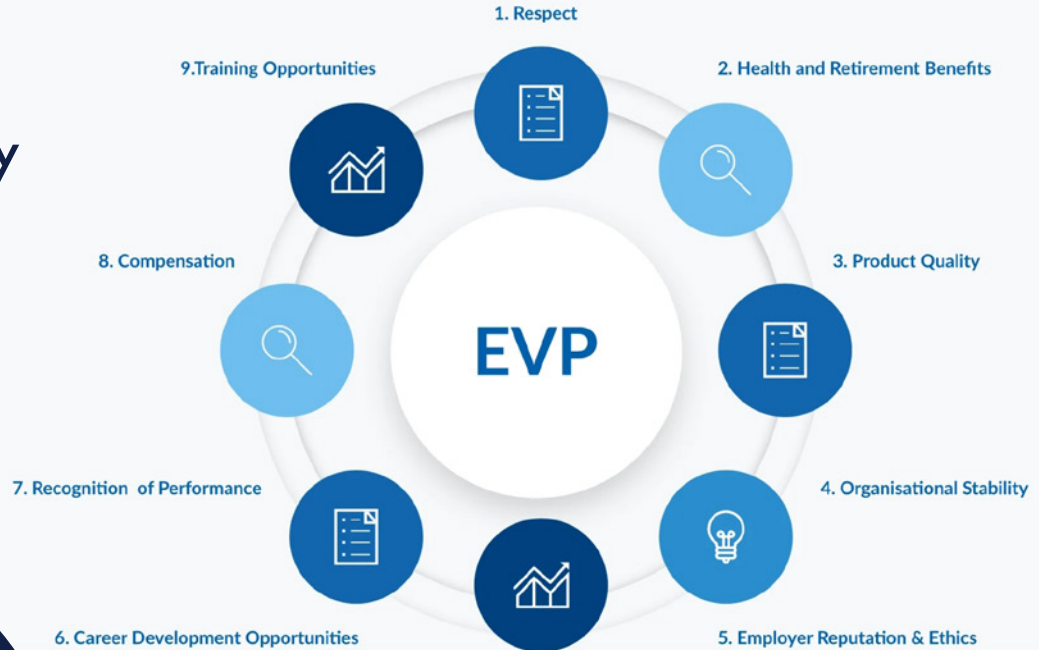 1. Respect
9.Training Opportunities
2. Health and Retirement Benefits
8. Compensation
3. Product Quality
EVP
7. Recognition of Performance
4. Organisational Stability
6. Career Development Opportunities
5. Employer Reputation & Ethics